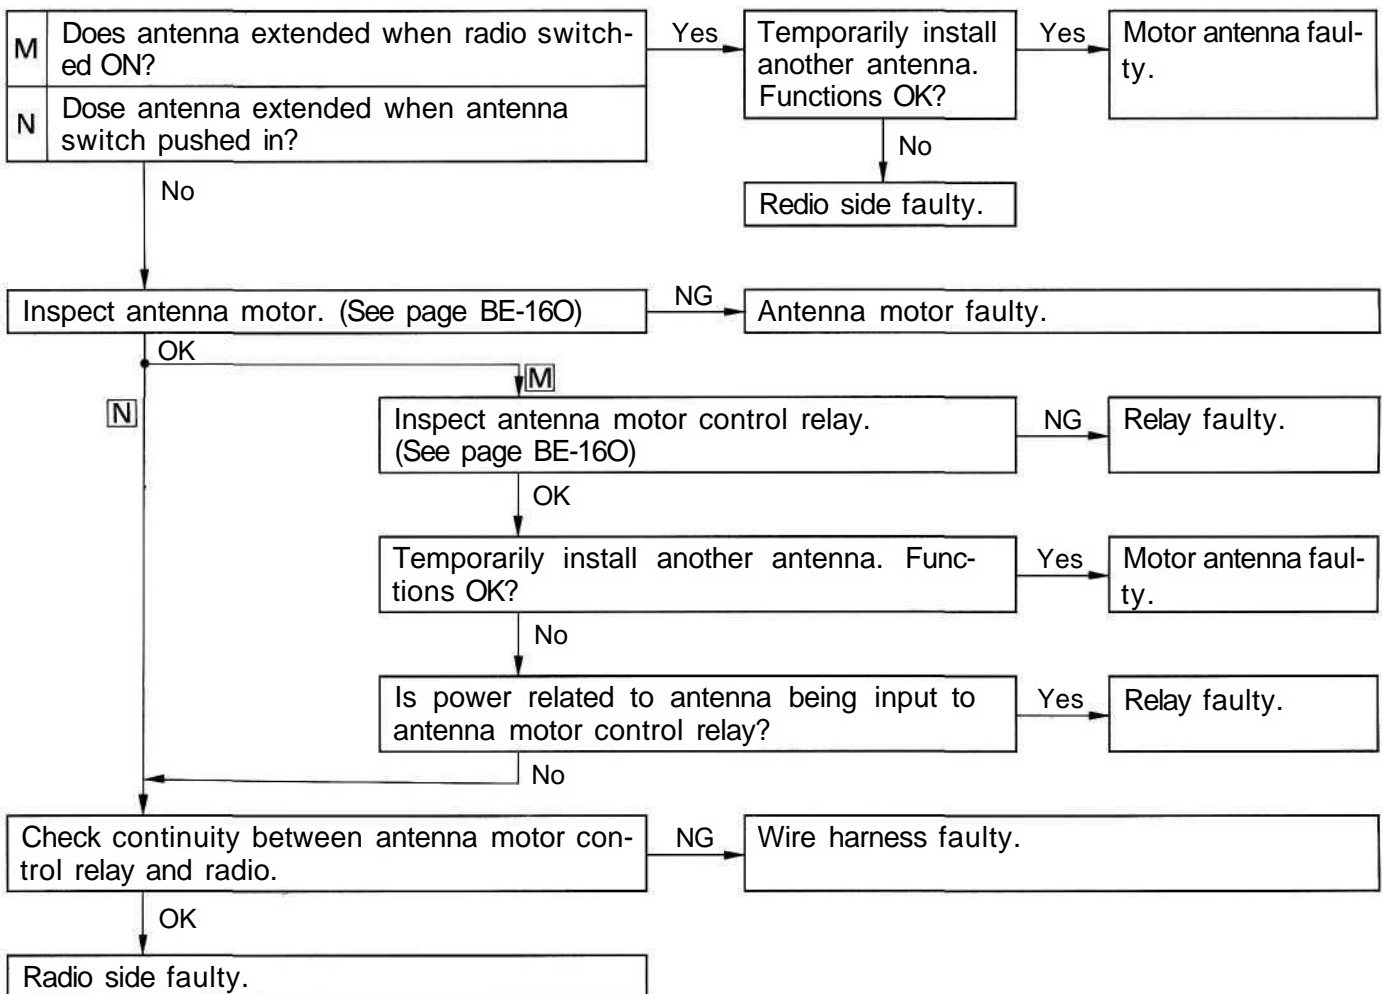 M
Does antenna extended when radio switch-
ed ON?
Yes
Temporarily install
another antenna.
Functions OK?
Yes
Motor antenna faul-
ty.
N
Dose antenna extended when antenna
switch pushed in?
No
No
Redio side faulty.
Inspect antenna motor. (See page BE-16O)
NG
Antenna motor faulty.
OK
M
N
Inspect antenna motor control relay.
(See page BE-16O)
NG
Relay faulty.
OK
Temporarily install another antenna. Func-
tions OK?
Yes
Motor antenna faul-
ty.
No
Is power related to antenna being input to
antenna motor control relay?
Yes
Relay faulty.
No
Check continuity between antenna motor con-
trol relay and radio.
NG
Wire harness faulty.
OK
Radio side faulty.